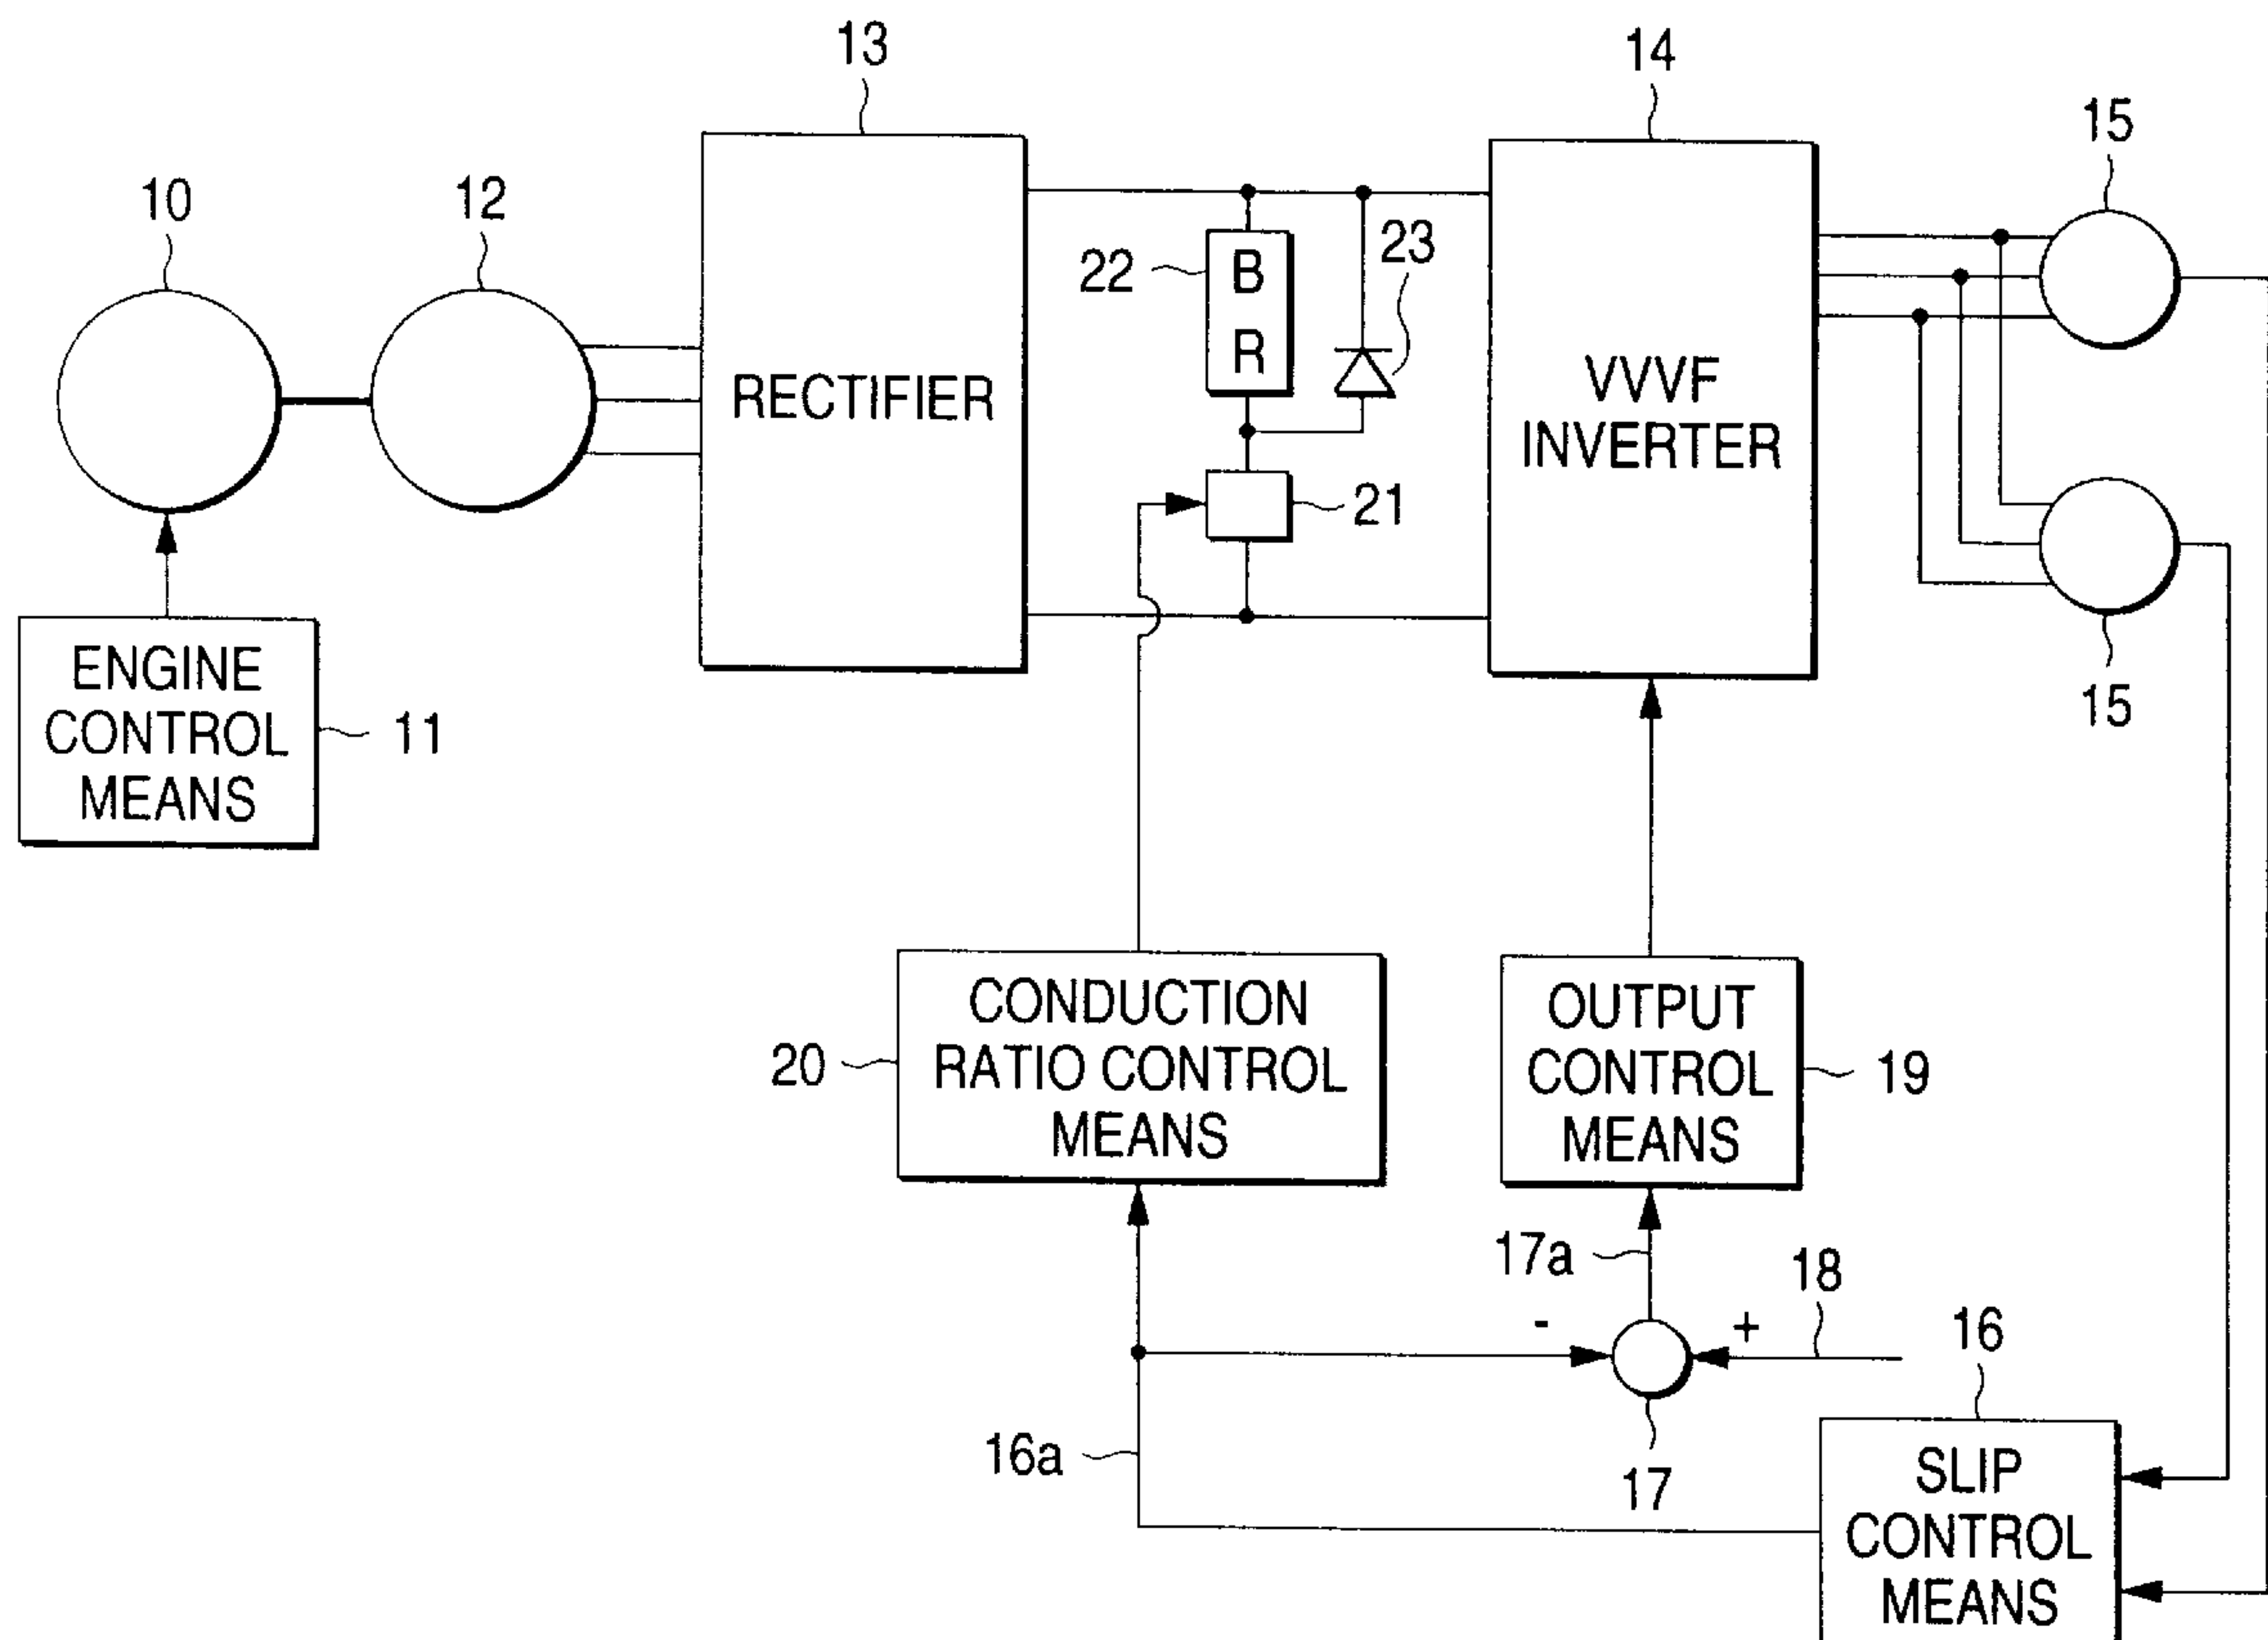 13
14
15
10
12
22
B
R
23
RECTIFIER
VVVF
INVERTER
21
ENGINE
CONTROL
MEANS
11
15
CONDUCTION
RATIO CONTROL
MEANS
20
OUTPUT
CONTROL
MEANS
19
17a
18
-
+
16
16a
17
SLIP
CONTROL
MEANS